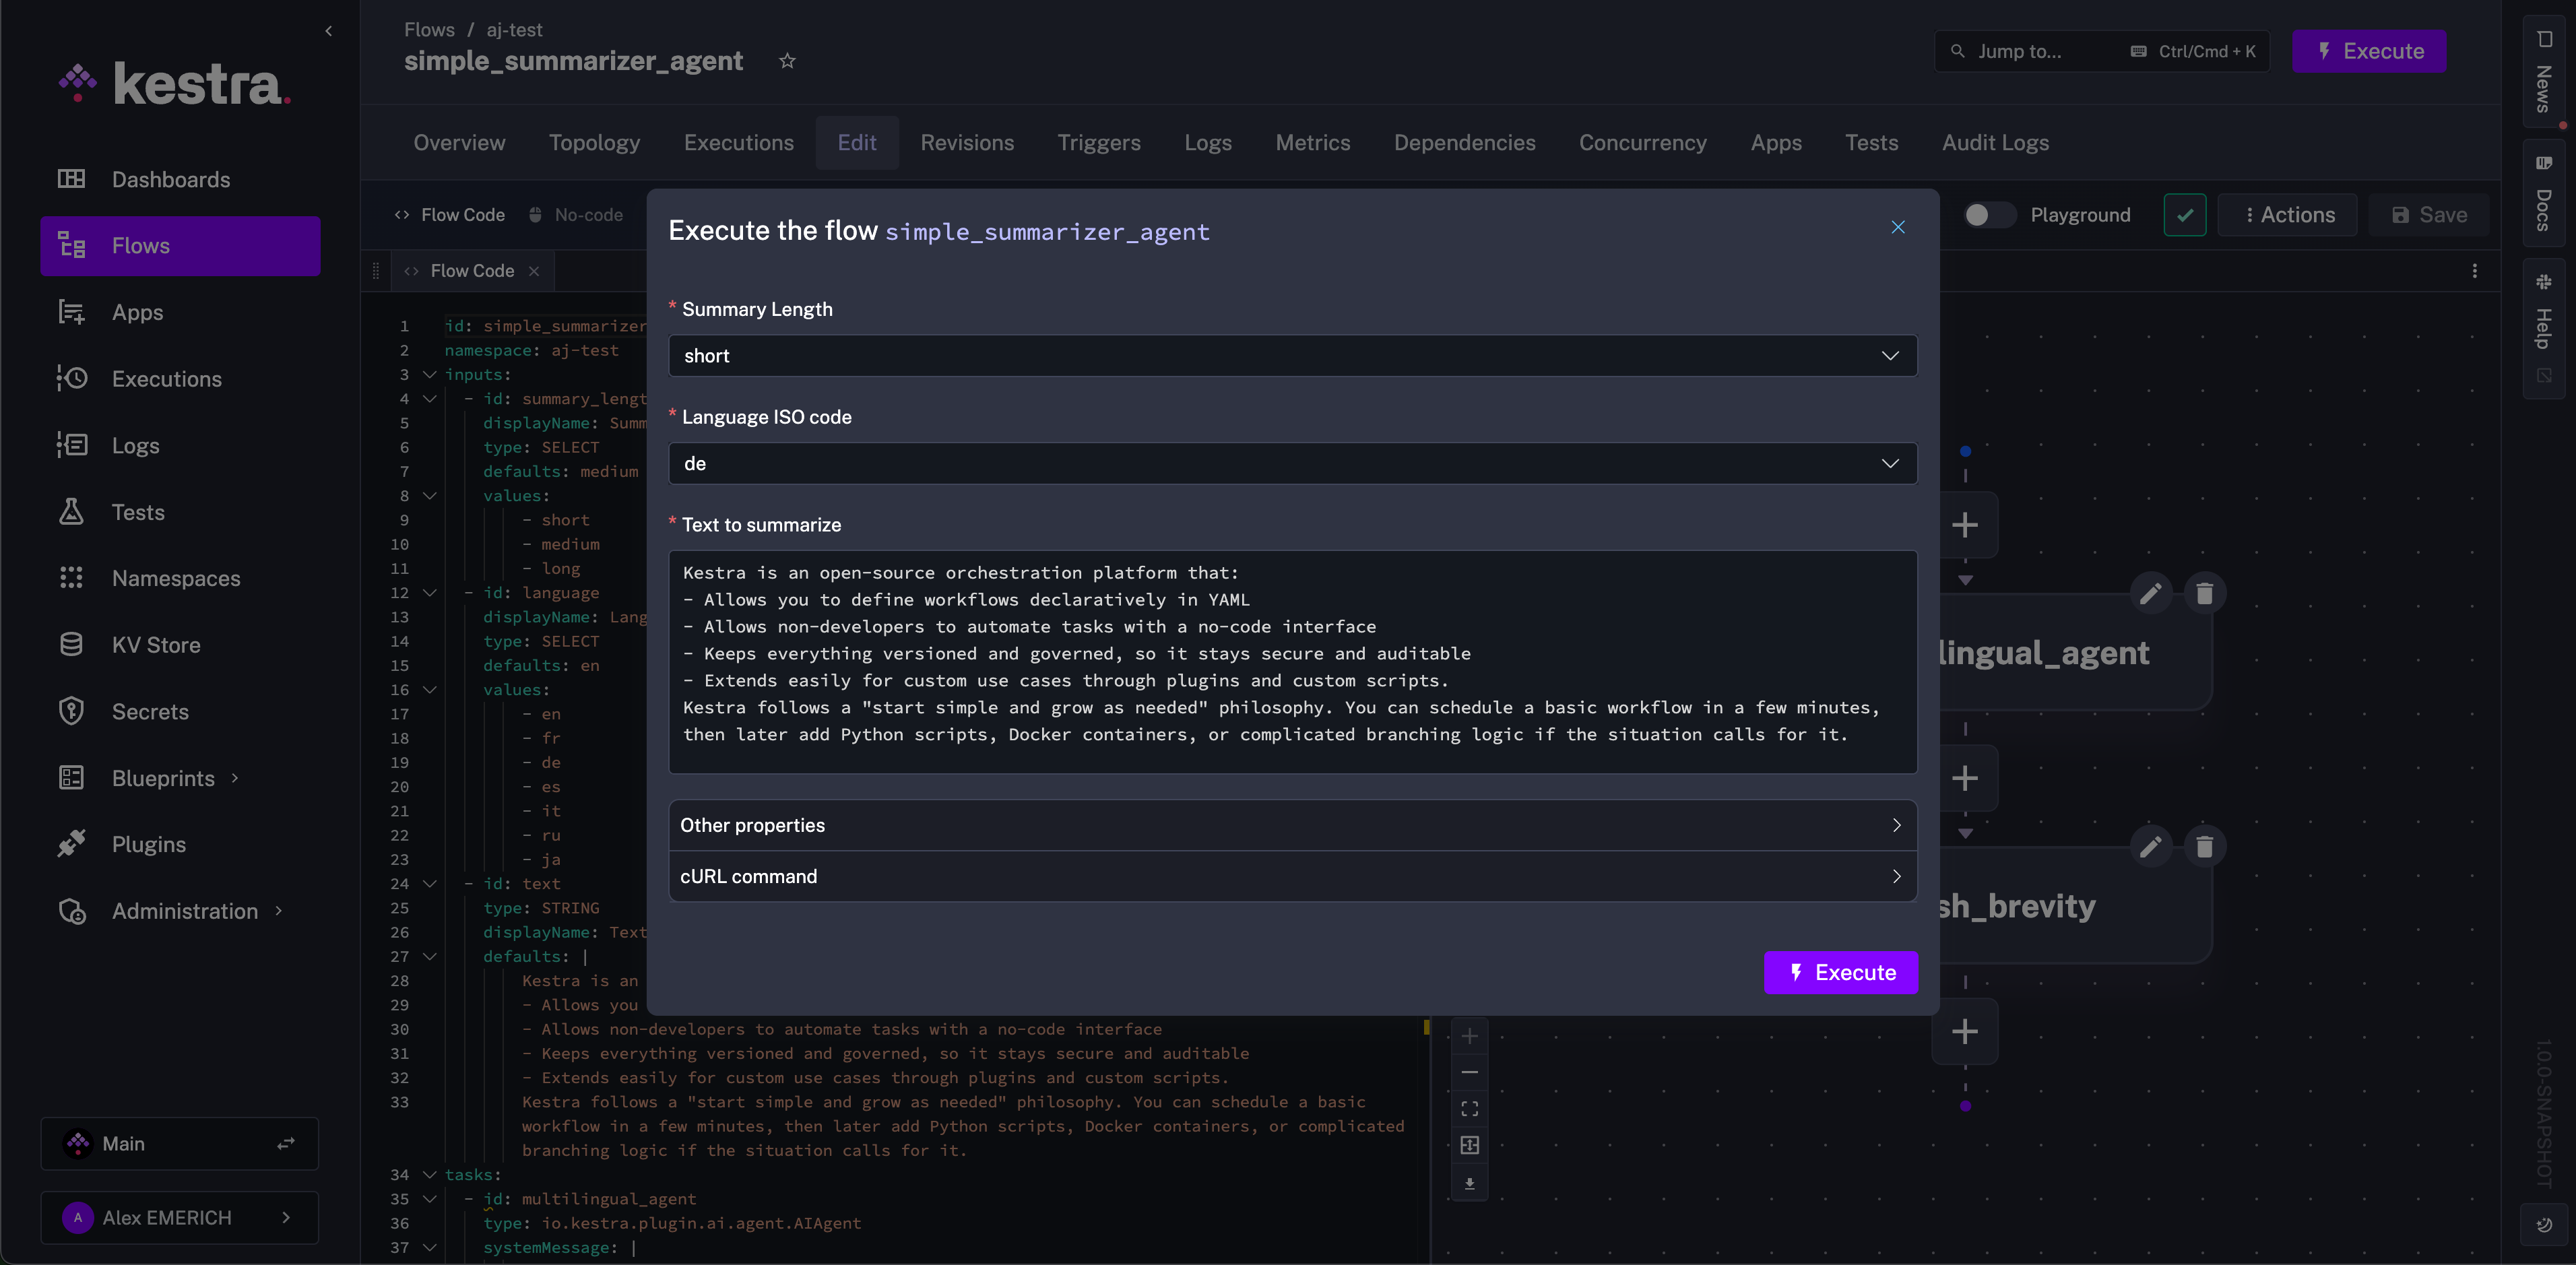 kestra.
Dashboards
Flows
Apps
Executions
Logs
Tests
Namespaces
KV Store
Secrets
Blueprints
Plugins
Administration
Main
A
Alex EMERICH
Flows / aj-test
simple_summarizer_agent
Jump to...
Ctrl/Cmd + K
Execute
Overview
Topology
Executions
Edit
Revisions
Triggers
Logs
Metrics
Dependencies
Concurrency
Apps
Tests
Audit Logs
Flow Code
No-code
Playground
Actions
Save
Flow Code
1 id: simple_summarizer
2 namespace: aj-test
3 inputs:
4 - id: summary_lengt
5 displayName: Summ
6 type: SELECT
7 defaults: medium
8 values:
9 - short
10 - medium
11 - long
12 - id: language
13 displayName: Lang
14 type: SELECT
15 defaults: en
16 values:
17 - en
18 - fr
19 - de
20 - es
21 - it
22 - ru
23 - ja
24 - id: text
25 type: STRING
26 displayName: Text
27 defaults: |
28 Kestra is an
29 - Allows you
30 - Allows non-developers to automate tasks with a no-code interface
31 - Keeps everything versioned and governed, so it stays secure and auditable
32 - Extends easily for custom use cases through plugins and custom scripts.
33 Kestra follows a "start simple and grow as needed" philosophy. You can schedule a basic
workflow in a few minutes, then later add Python scripts, Docker containers, or complicated
branching logic if the situation calls for it.
34 tasks:
35 - id: multilingual_agent
36 type: io.kestra.plugin.ai.agent.AIAgent
37 systemMessage: |
Execute the flow simple_summarizer_agent
* Summary Length
short
* Language ISO code
de
* Text to summarize
Kestra is an open-source orchestration platform that:
- Allows you to define workflows declaratively in YAML
- Allows non-developers to automate tasks with a no-code interface
- Keeps everything versioned and governed, so it stays secure and auditable
- Extends easily for custom use cases through plugins and custom scripts.
Kestra follows a "start simple and grow as needed" philosophy. You can schedule a basic workflow in a few minutes,
then later add Python scripts, Docker containers, or complicated branching logic if the situation calls for it.
Other properties
cURL command
Execute
lingual_agent
sh_brevity
News
Docs
Help
1.0.0-SNAPSHOT